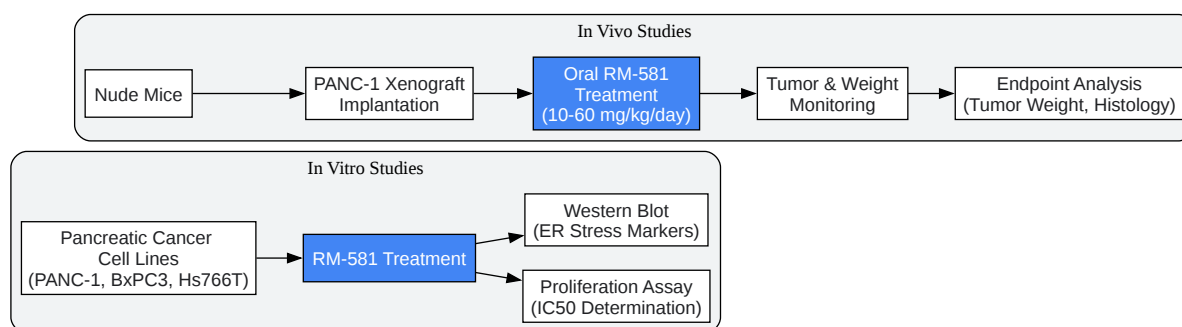 In Vivo Studies
Nude Mice
PANC-1 Xenograft
Implantation
Oral RM-581
Treatment
(10-60 mg/kg/day)
Tumor & Weight
Monitoring
Endpoint Analysis
(Tumor Weight, Histology)
In Vitro Studies
Pancreatic Cancer
Cell Lines
(PANC-1, BxPC3, Hs766T)
RM-581 Treatment
Western Blot
(ER Stress Markers)
Proliferation Assay
(IC50 Determination)